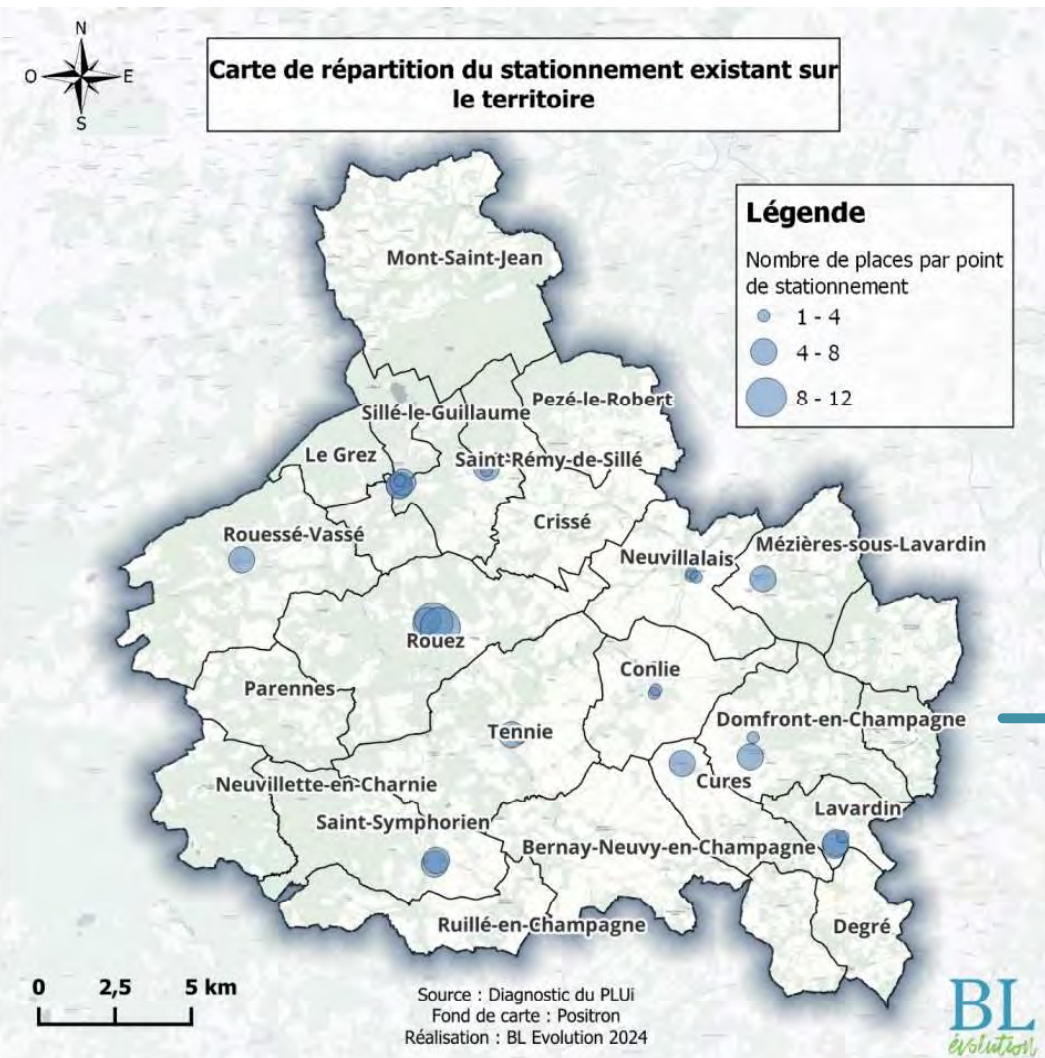 N
O
E
S
Carte de répartition du stationnement existant sur
le territoire
Légende
Nombre de places par point
de stationnement
1 - 4
4 - 8
8 - 12
Mont-Saint-Jean
Sillé-le-Guillaume
Pezé-le-Robert
Le Grez
Saint-Rémy-de-Sillé
Crissé
Rouessé-Vassé
Neuvillalais
Mézières-sous-Lavardin
Rouez
Conlie
Parennes
Domfront-en-Champagne
Tennie
Neuvillette-en-Charnie
Cures
Saint-Symphorien
Lavardin
Bernay-Neuvy-en-Champagne
Ruillé-en-Champagne
Degré
0 2,5 5 km
Source : Diagnostic du PLUi
Fond de carte : Positron
Réalisation : BL Evolution 2024
BL
évolution